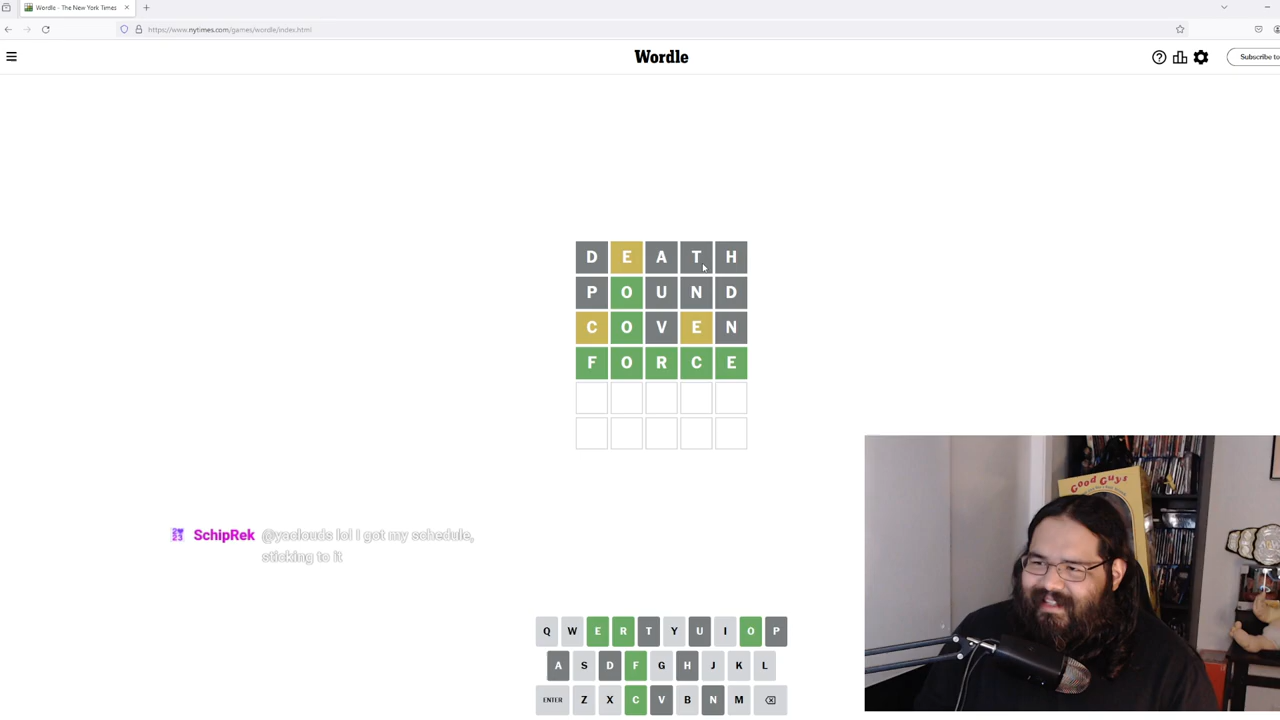 Wordle - The New York Times
https://www.nytimes.com/games/wordle/index.html
Wordle
Subscribe to
D E A T H
P O U N D
C O V E N
F O R C E
SchipRek @yaclouds lol I got my schedule,
sticking to it
Good Guys
Q W E R T Y U I O P
A S D F G H J K L
ENTER Z X C V B N M